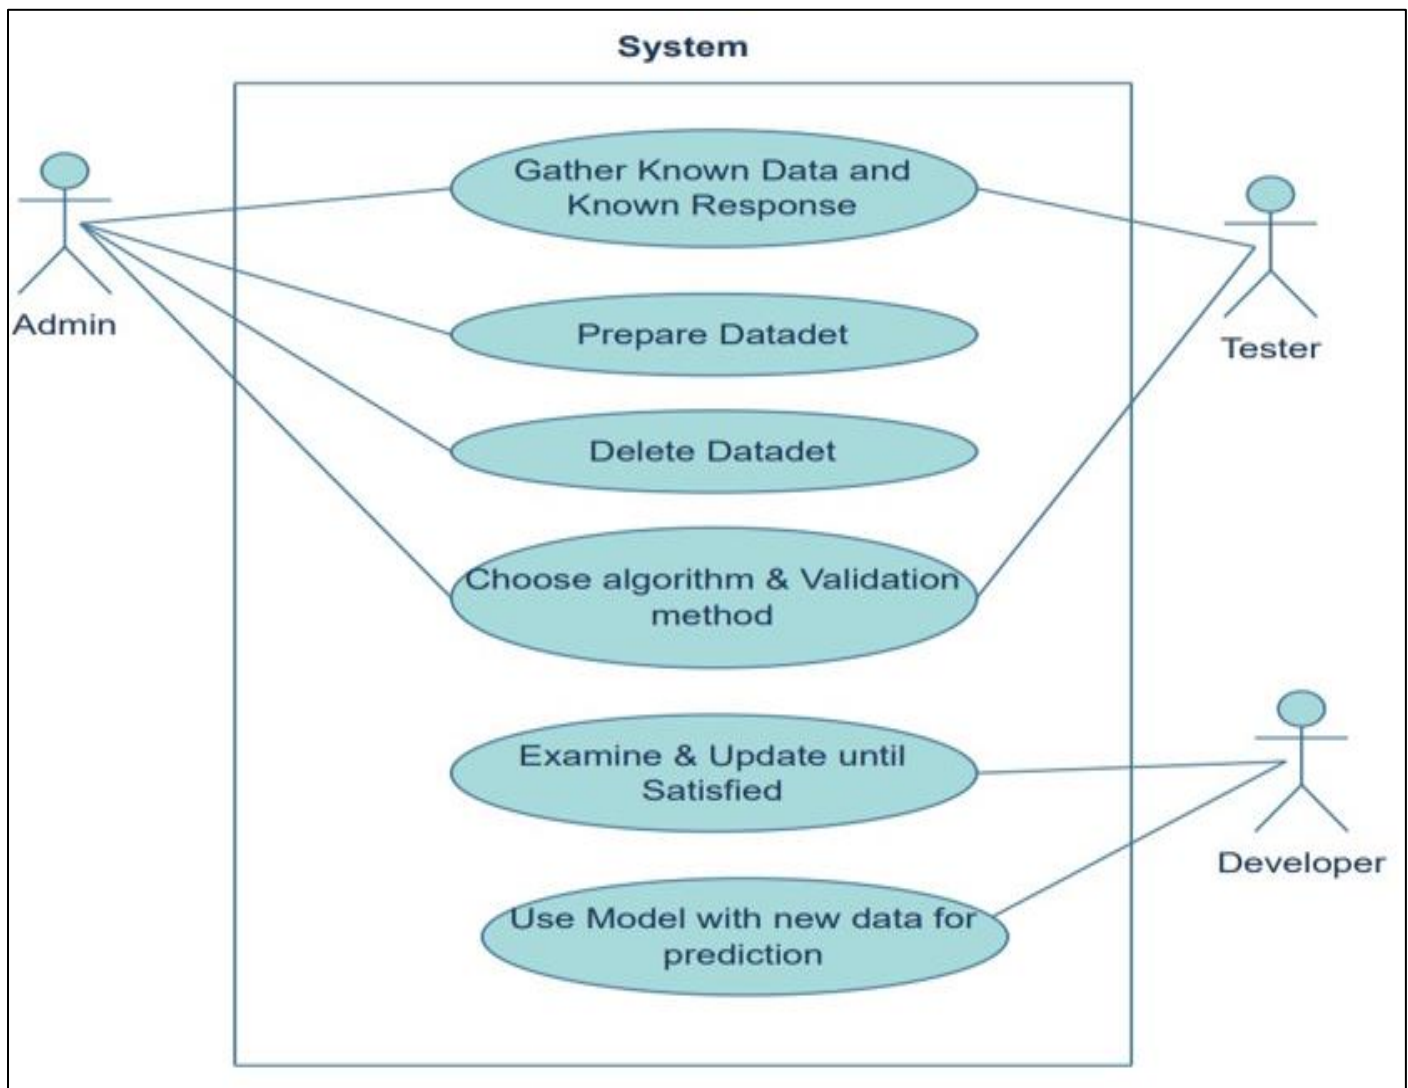 System
Gather Known Data and
Known Response
Admin
Prepare Datadet
Tester
Delete Datadet
Choose algorithm & Validation
method
Examine & Update until
Satisfied
Developer
Use Model with new data for
prediction